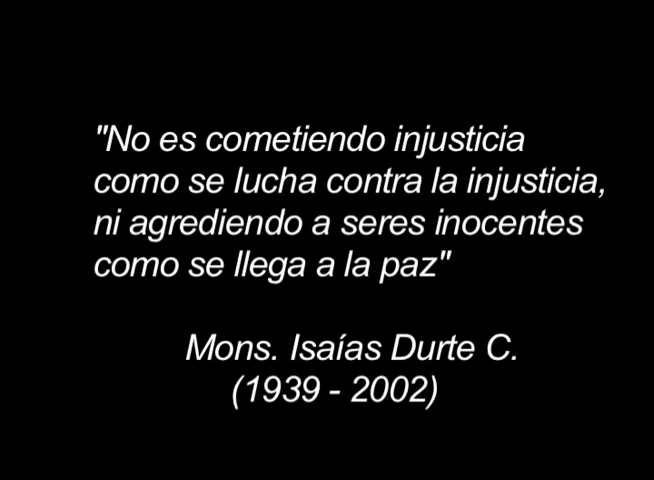 "No es cometiendo injusticia
como se lucha contra la injusticia,
ni agrediendo a seres inocentes
como se llega a la paz"
Mons. Isaías Durte C.
(1939 - 2002)